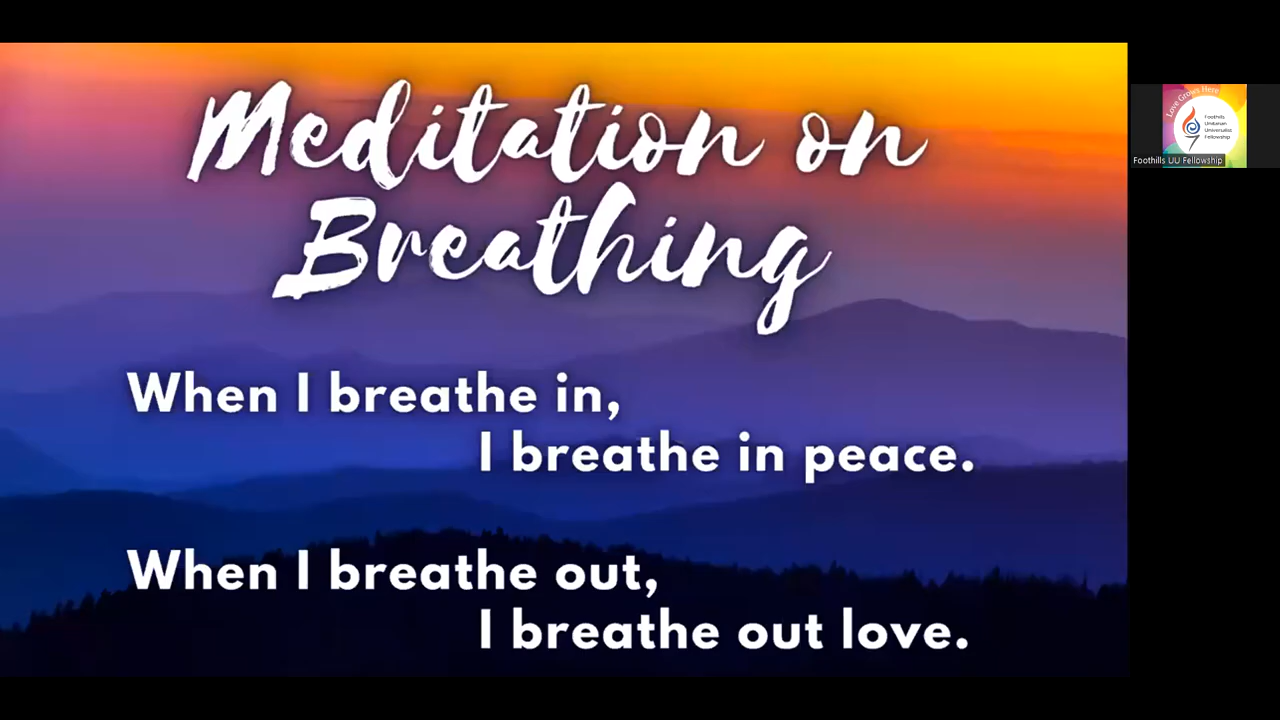 Meditation on
Breathing
When I breathe in,
I breathe in peace.
When I breathe out,
I breathe out love.
Love Grows Here
Foothills
Unitarian
Universalist
Fellowship
Foothills UU Fellowship